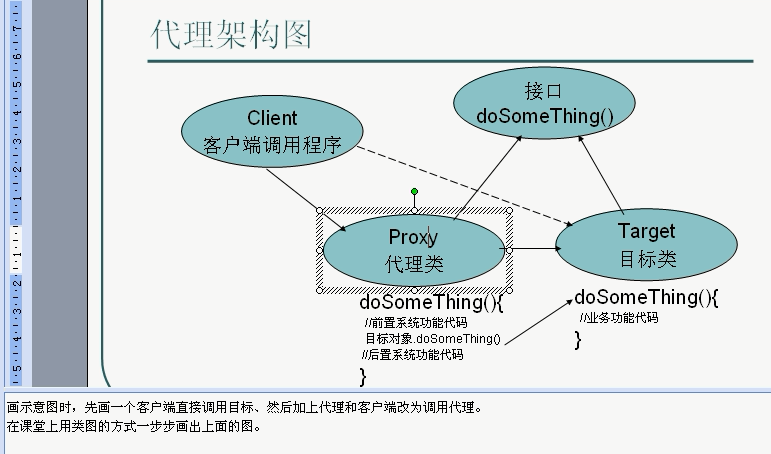 代理架构图
接口
doSomeThing()
Client
客户端调用程序
Proxy
代理类
Target
目标类
doSomeThing(){
//前置系统功能代码
目标对象.doSomeThing()
//后置系统功能代码
}
doSomeThing(){
//业务功能代码
}
画示意图时，先画一个客户端直接调用目标、然后加上代理和客户端改为调用代理。
在课堂上用类图的方式一步步画出上面的图。